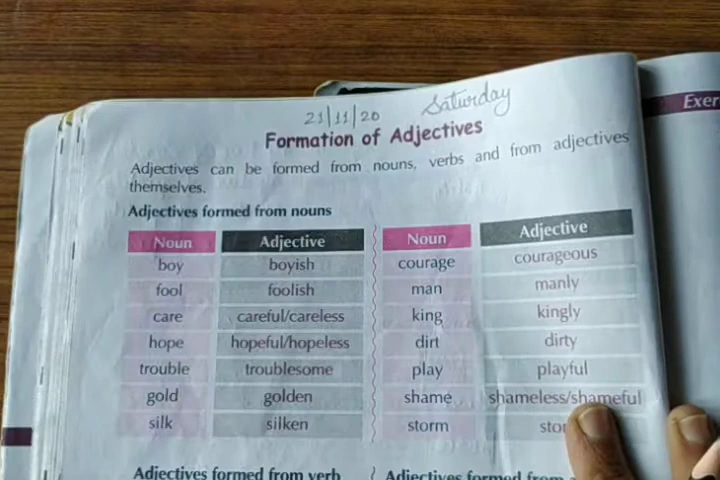 21/11/20 Saturday
Exer
Formation of Adjectives
Adjectives can be formed from nouns, verbs and from adjectives
themselves.
Adjectives formed from nouns
Noun Adjective Noun Adjective
boy boyish courage courageous
fool foolish man manly
care careful/careless king kingly
hope hopeful/hopeless dirt dirty
trouble troublesome play playful
gold golden shame shameless/shameful
silk silken storm
Adjectives formed from verb Adjectives formed from